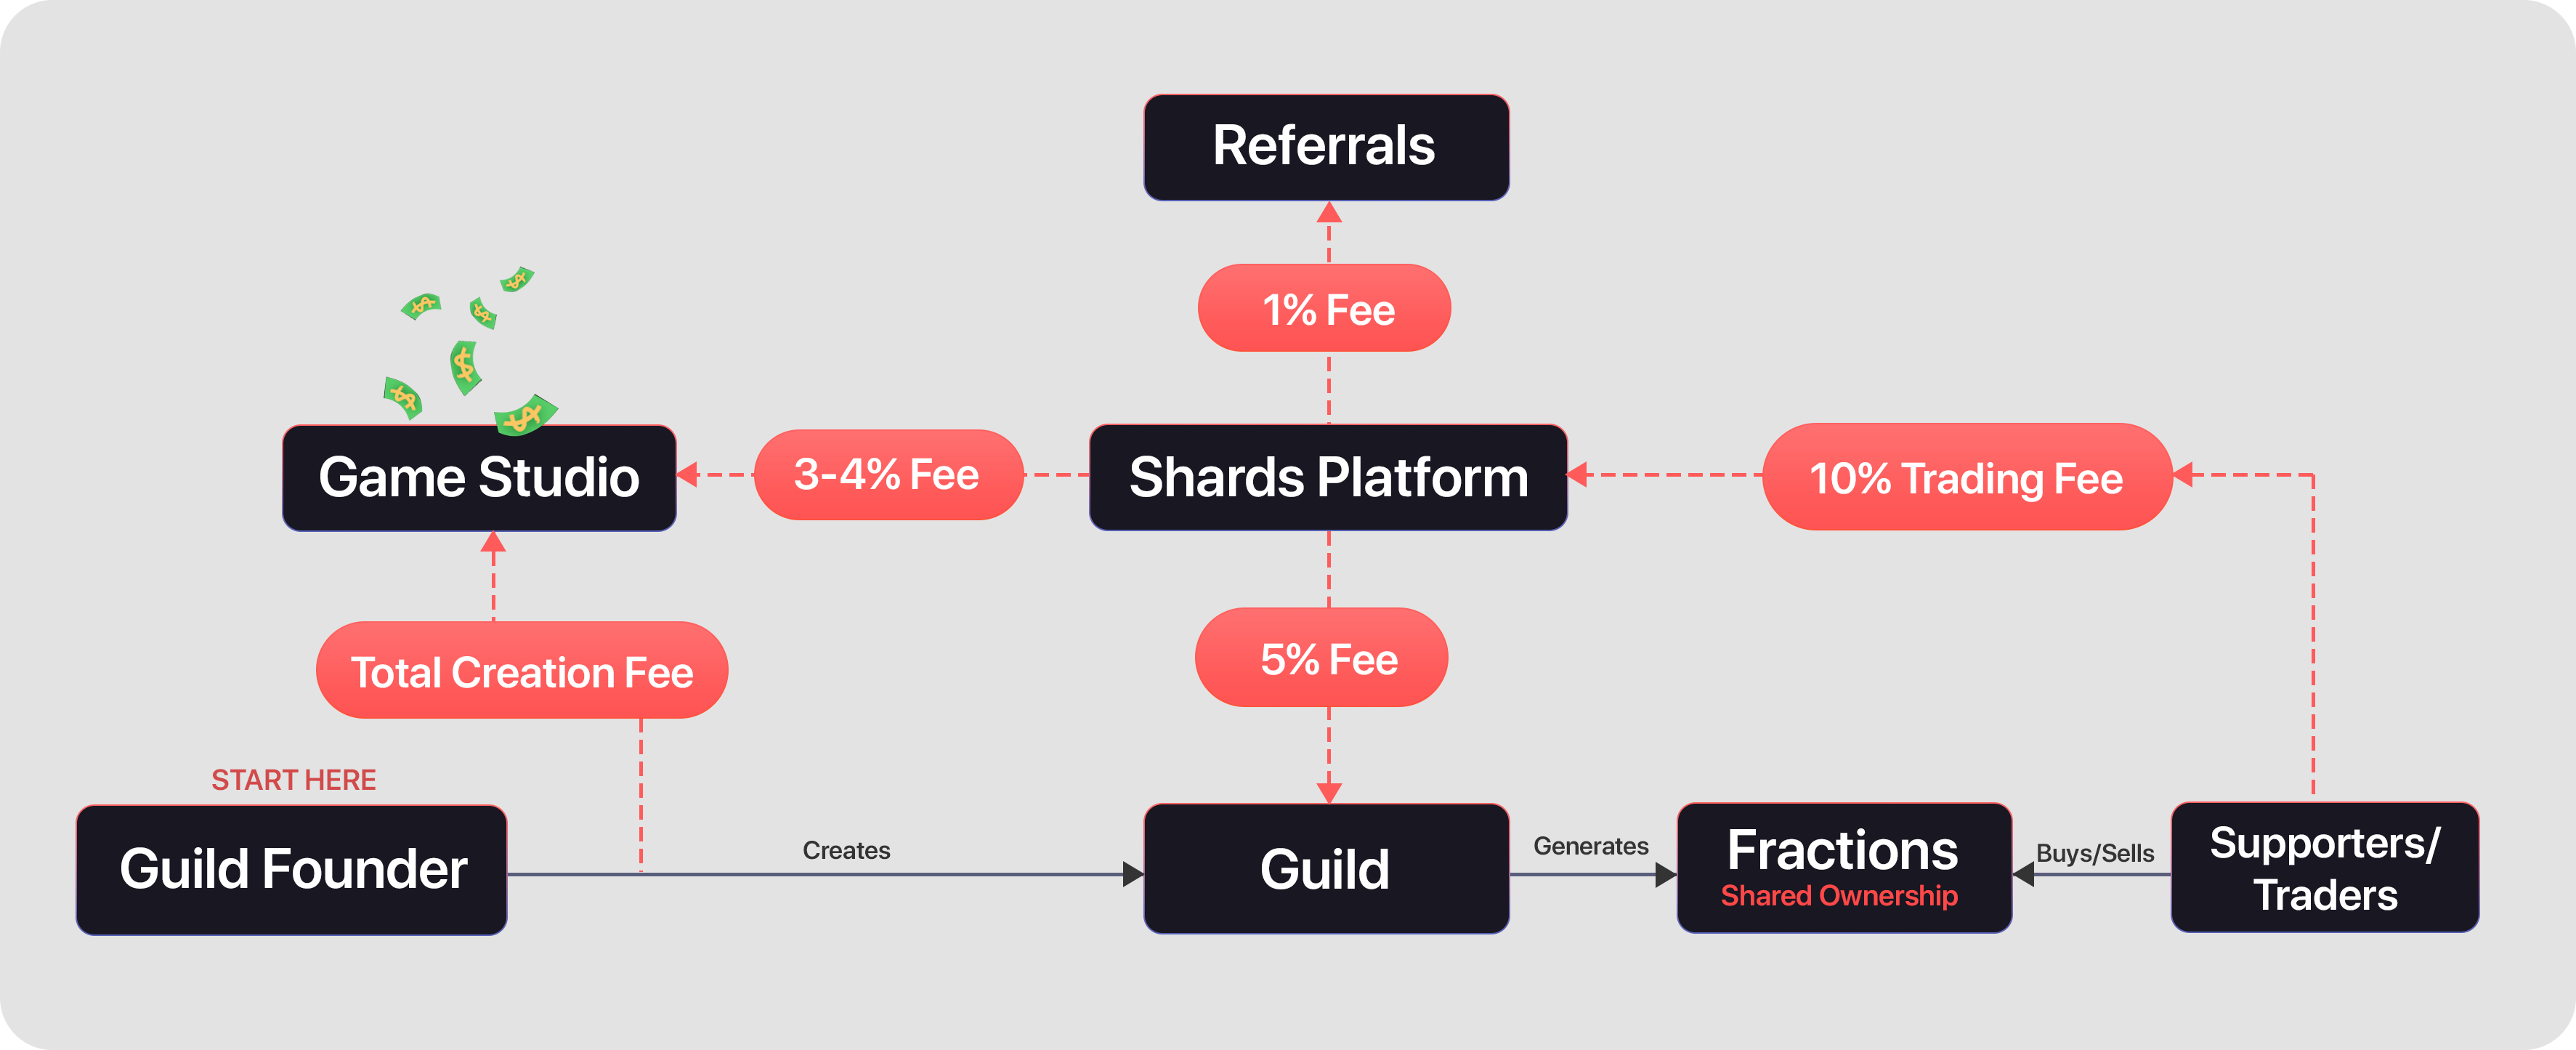 Referrals
1% Fee
Game Studio
3-4% Fee
Shards Platform
10% Trading Fee
Total Creation Fee
5% Fee
START HERE
Guild Founder
Creates
Guild
Generates
Fractions
Shared Ownership
Buys/Sells
Supporters/
Traders